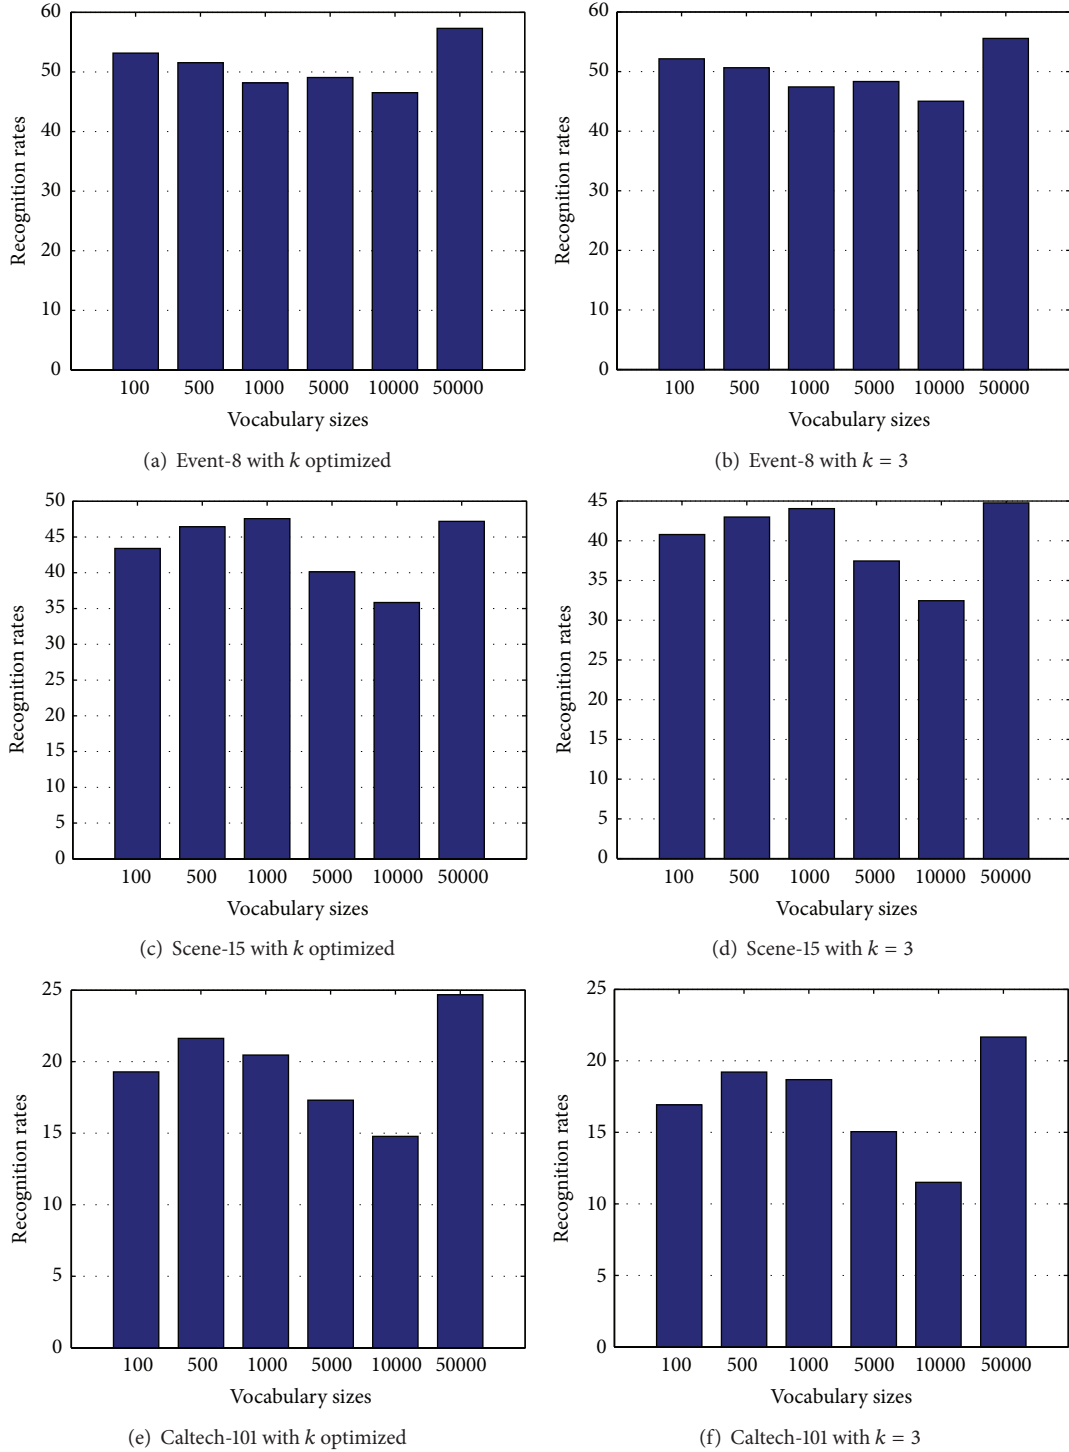 60
50
40
30
20
10
0
Recognition rates
100 500 1000 5000 10000 50000
Vocabulary sizes
(a) Event-8 with k optimized
60
50
40
30
20
10
0
Recognition rates
100 500 1000 5000 10000 50000
Vocabulary sizes
(b) Event-8 with k = 3
50
45
40
35
30
25
20
15
10
5
0
Recognition rates
100 500 1000 5000 10000 50000
Vocabulary sizes
(c) Scene-15 with k optimized
45
40
35
30
25
20
15
10
5
0
Recognition rates
100 500 1000 5000 10000 50000
Vocabulary sizes
(d) Scene-15 with k = 3
25
20
15
10
5
0
Recognition rates
100 500 1000 5000 10000 50000
Vocabulary sizes
(e) Caltech-101 with k optimized
25
20
15
10
5
0
Recognition rates
100 500 1000 5000 10000 50000
Vocabulary sizes
(f) Caltech-101 with k = 3